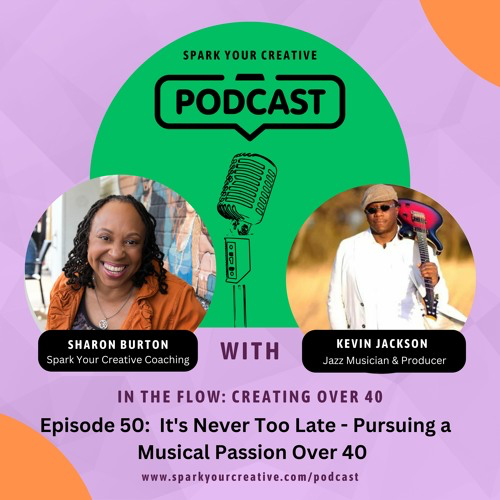 SPARK YOUR CREATIVE
PODCAST
SHARON BURTON
Spark Your Creative Coaching
WITH
KEVIN JACKSON
Jazz Musician & Producer
IN THE FLOW: CREATING OVER 40
Episode 50: It's Never Too Late - Pursuing a
Musical Passion Over 40
www.sparkyourcreative.com/podcast